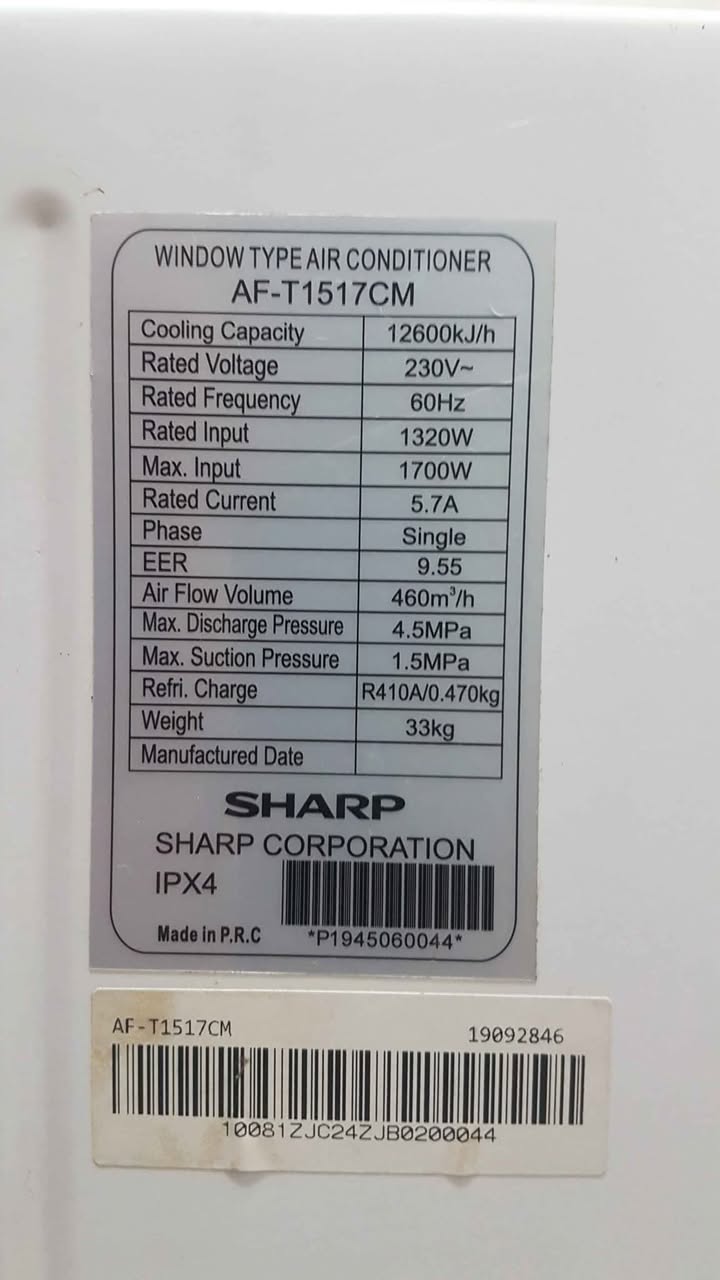 WINDOW TYPE AIR CONDITIONER
AF-T1517CM
Cooling Capacity 12600kJ/h
Rated Voltage 230V~
Rated Frequency 60Hz
Rated Input 1320W
Max. Input 1700W
Rated Current 5.7A
Phase Single
EER 9.55
Air Flow Volume 460m³/h
Max. Discharge Pressure 4.5MPa
Max. Suction Pressure 1.5MPa
Refri. Charge R410A/0.470kg
Weight 33kg
Manufactured Date
SHARP
SHARP CORPORATION
IPX4
Made in P.R.C *P1945060044*
AF-T1517CM 19092846
10081ZJC24ZJB0200044